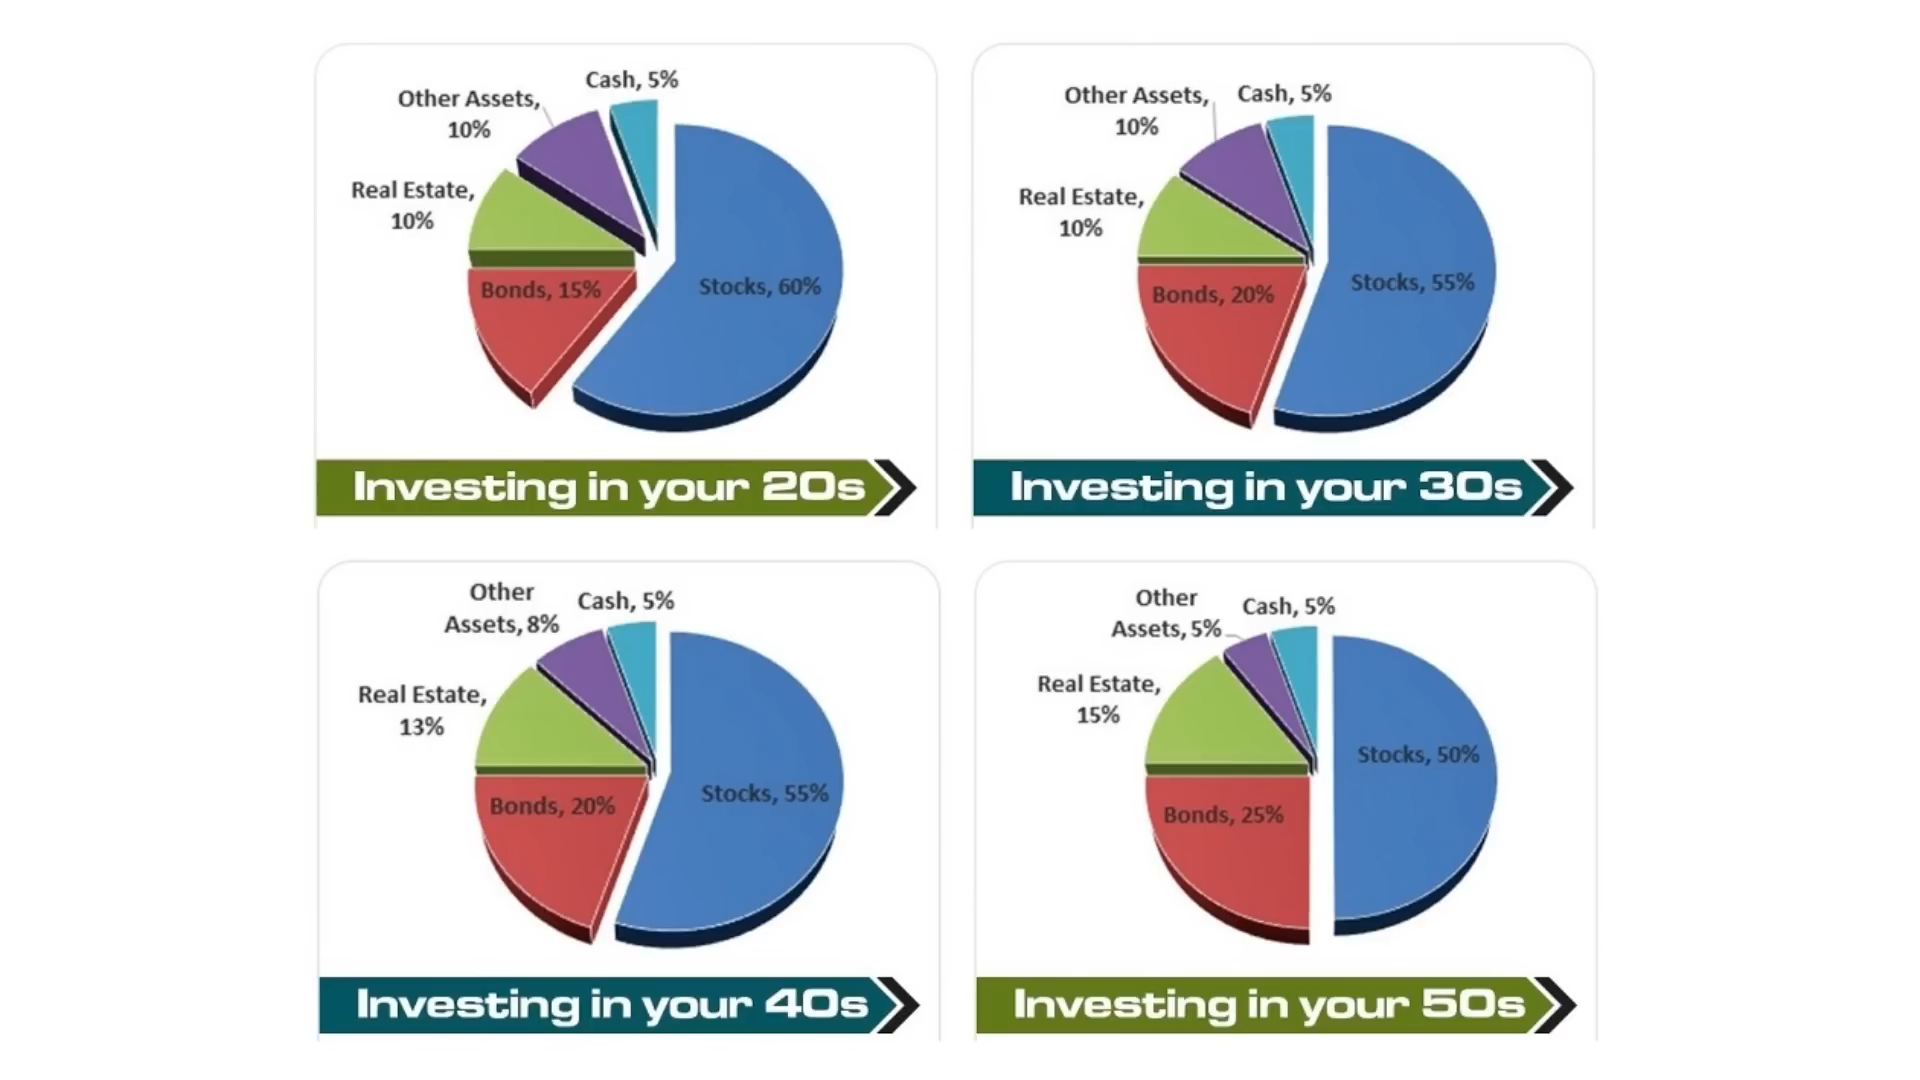 Cash, 5%
Other Assets,
10%
Real Estate,
10%
Bonds, 15%
Stocks, 60%
Investing in your 20s
Cash, 5%
Other Assets,
10%
Real Estate,
10%
Bonds, 20%
Stocks, 55%
Investing in your 30s
Other
Assets, 8%
Cash, 5%
Real Estate,
13%
Bonds, 20%
Stocks, 55%
Investing in your 40s
Other
Assets, 5%
Cash, 5%
Real Estate,
15%
Bonds, 25%
Stocks, 50%
Investing in your 50s